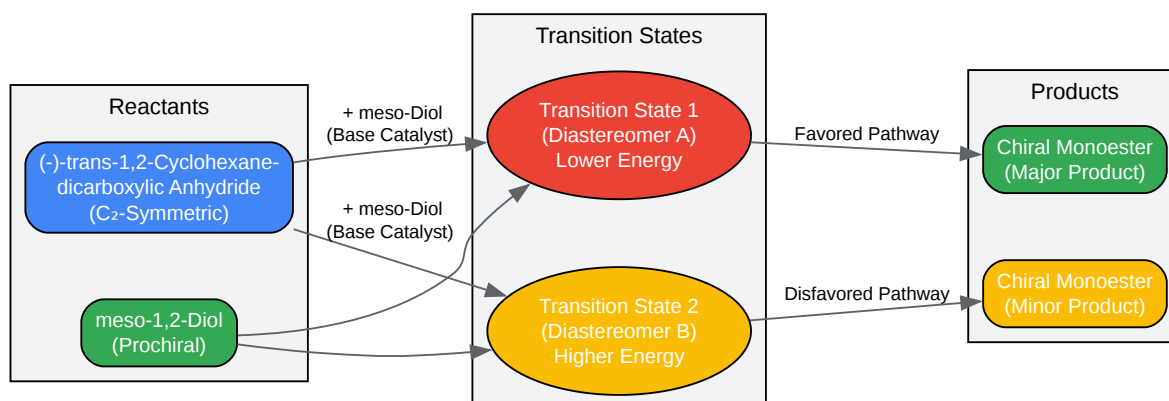 Reactants
(-)-trans-1,2-Cyclohexane-
dicarboxylic Anhydride
(C₂-Symmetric)
meso-1,2-Diol
(Prochiral)
+ meso-Diol
(Base Catalyst)
+ meso-Diol
(Base Catalyst)
Transition States
Transition State 1
(Diastereomer A)
Lower Energy
Transition State 2
(Diastereomer B)
Higher Energy
Favored Pathway
Disfavored Pathway
Products
Chiral Monoester
(Major Product)
Chiral Monoester
(Minor Product)